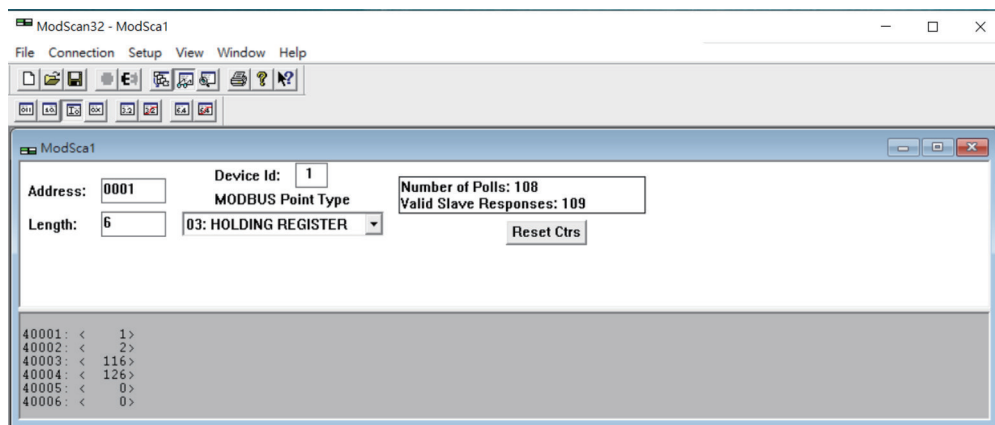 ModScan32 - ModSca1
File Connection Setup View Window Help
ModSca1
Address: 0001
Device Id: 1
MODBUS Point Type
Length: 6
03: HOLDING REGISTER
Number of Polls: 108
Valid Slave Responses: 109
Reset Ctrs
40001: <     1>
40002: <     2>
40003: <   116>
40004: <   126>
40005: <     0>
40006: <     0>